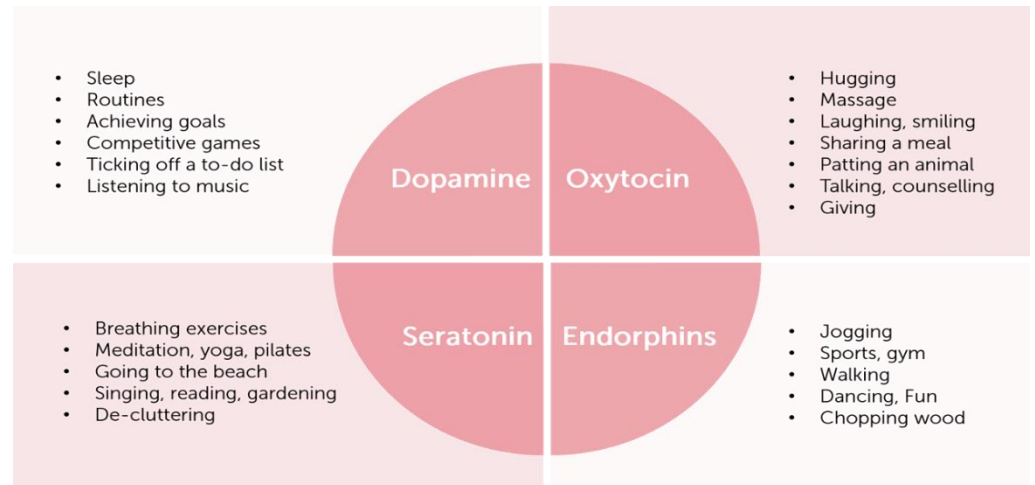 • Sleep
• Routines
• Achieving goals
• Competitive games
• Ticking off a to-do list
• Listening to music
Dopamine
Oxytocin
• Hugging
• Massage
• Laughing, smiling
• Sharing a meal
• Patting an animal
• Talking, counselling
• Giving
• Breathing exercises
• Meditation, yoga, pilates
• Going to the beach
• Singing, reading, gardening
• De-cluttering
Seratonin
Endorphins
• Jogging
• Sports, gym
• Walking
• Dancing, Fun
• Chopping wood